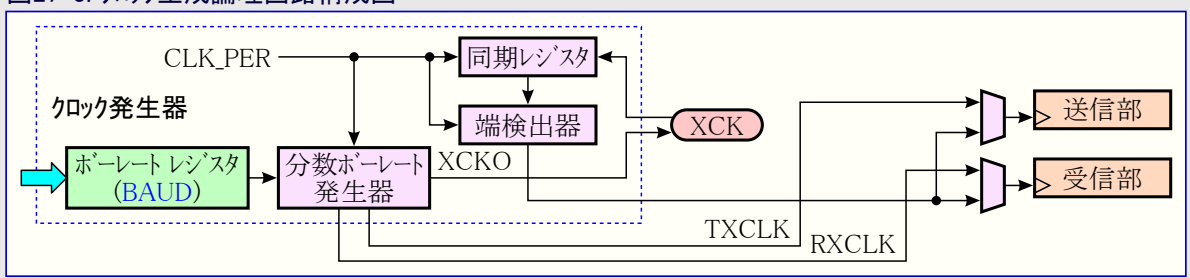 CLK_PER
同期レジスタ
クロック発生器
端検出器
XCK
送信部
ボーレート レジスタ
(BAUD)
分数ボーレート
発生器
XCKO
受信部
TXCLK
RXCLK